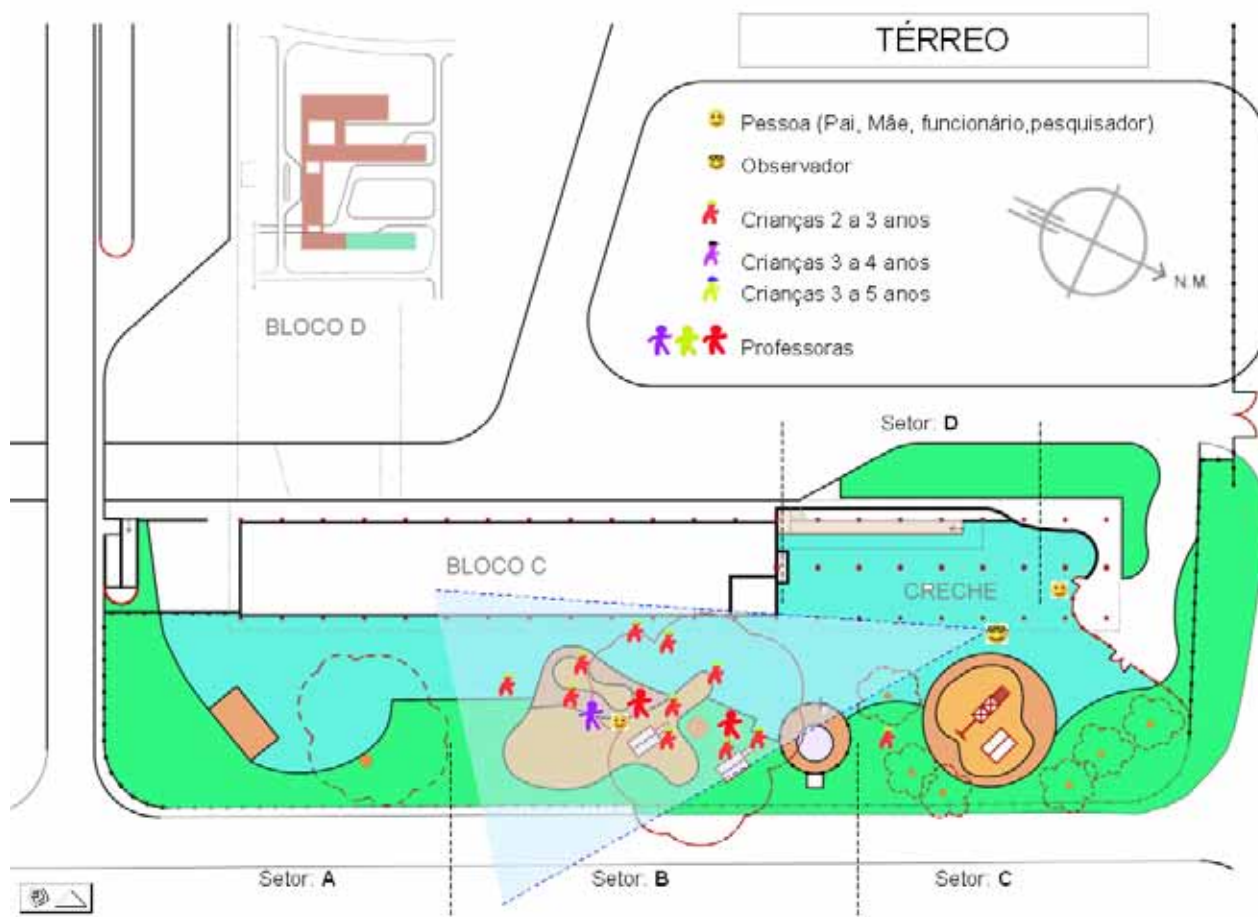 TÉRREO
Pessoa (Pai, Mãe, funcionário,pesquisador)
Observador
Crianças 2 a 3 anos
Crianças 3 a 4 anos
Crianças 3 a 5 anos
Professoras
N.M.
BLOCO D
Setor: D
BLOCO C
CRECHE
Setor: A
Setor: B
Setor: C